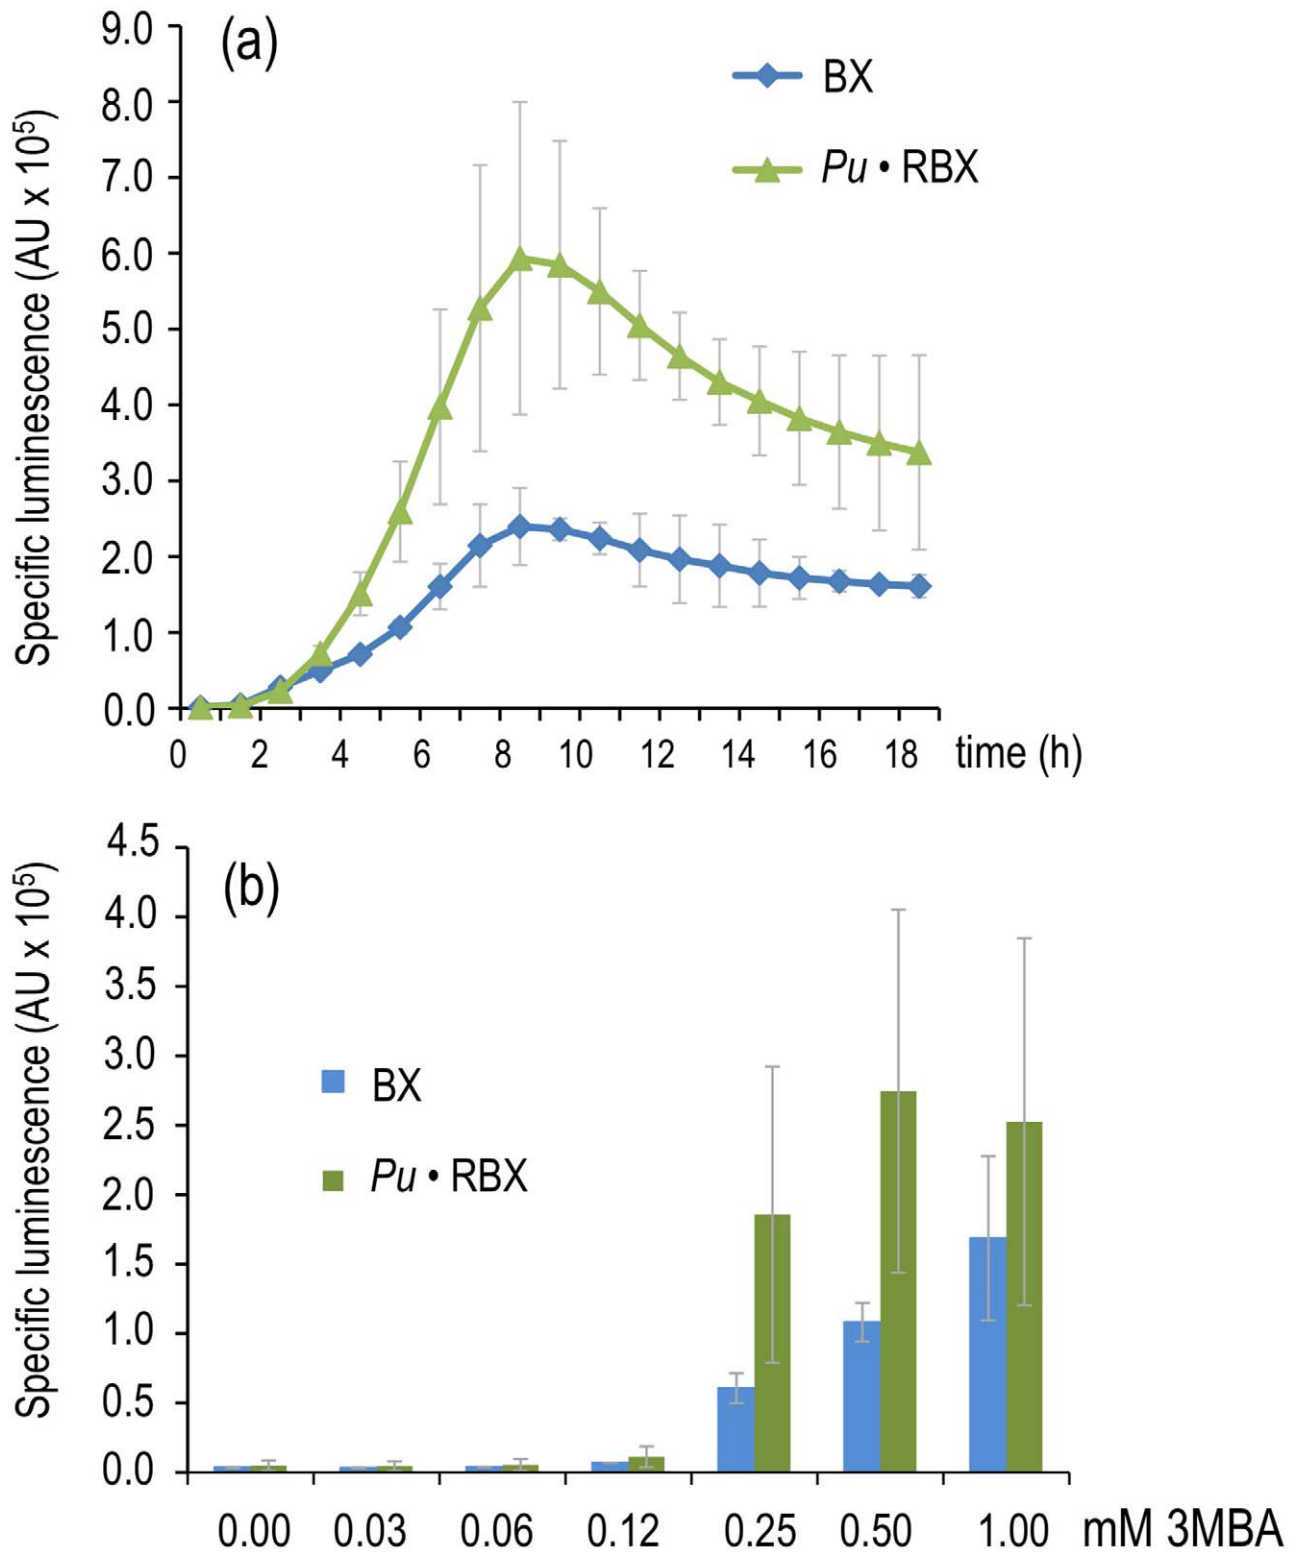 (a)
Specific luminescence (AU x 10⁵)
9.0
8.0
7.0
6.0
5.0
4.0
3.0
2.0
1.0
0.0
BX
Pu • RBX
0 2 4 6 8 10 12 14 16 18 time (h)
(b)
Specific luminescence (AU x 10⁵)
4.5
4.0
3.5
3.0
2.5
2.0
1.5
1.0
0.5
0.0
BX
Pu • RBX
0.00 0.03 0.06 0.12 0.25 0.50 1.00 mM 3MBA